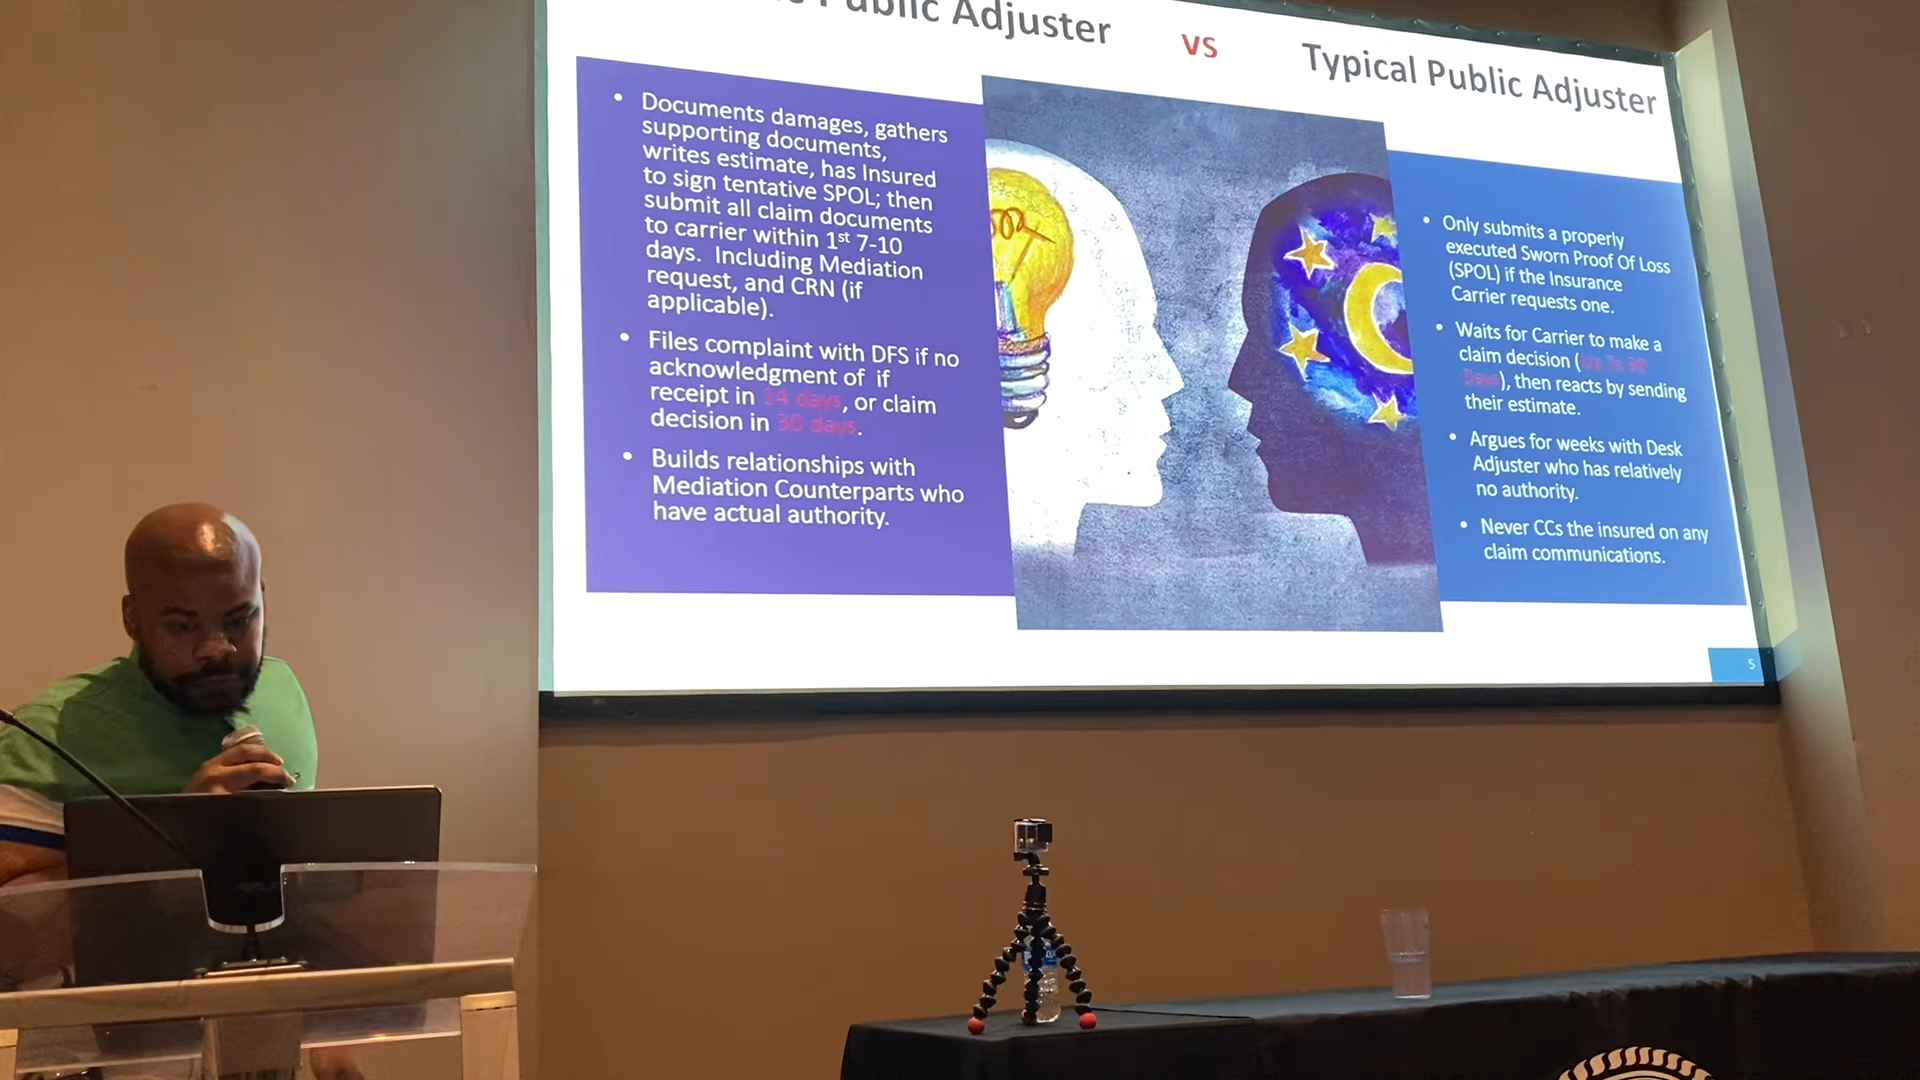 Public Adjuster
vs
Typical Public Adjuster
• Documents damages, gathers
supporting documents,
writes estimate, has Insured
to sign tentative SPOL; then
submit all claim documents
to carrier within 1st 7-10
days. Including Mediation
request, and CRN (if
applicable).
• Files complaint with DFS if no
acknowledgment of if
receipt in 14 days, or claim
decision in 30 days.
• Builds relationships with
Mediation Counterparts who
have actual authority.
• Only submits a properly
executed Sworn Proof Of Loss
(SPOL) if the Insurance
Carrier requests one.
• Waits for Carrier to make a
claim decision (Up To 90
Days), then reacts by sending
their estimate.
• Argues for weeks with Desk
Adjuster who has relatively
no authority.
• Never CCs the insured on any
claim communications.
5